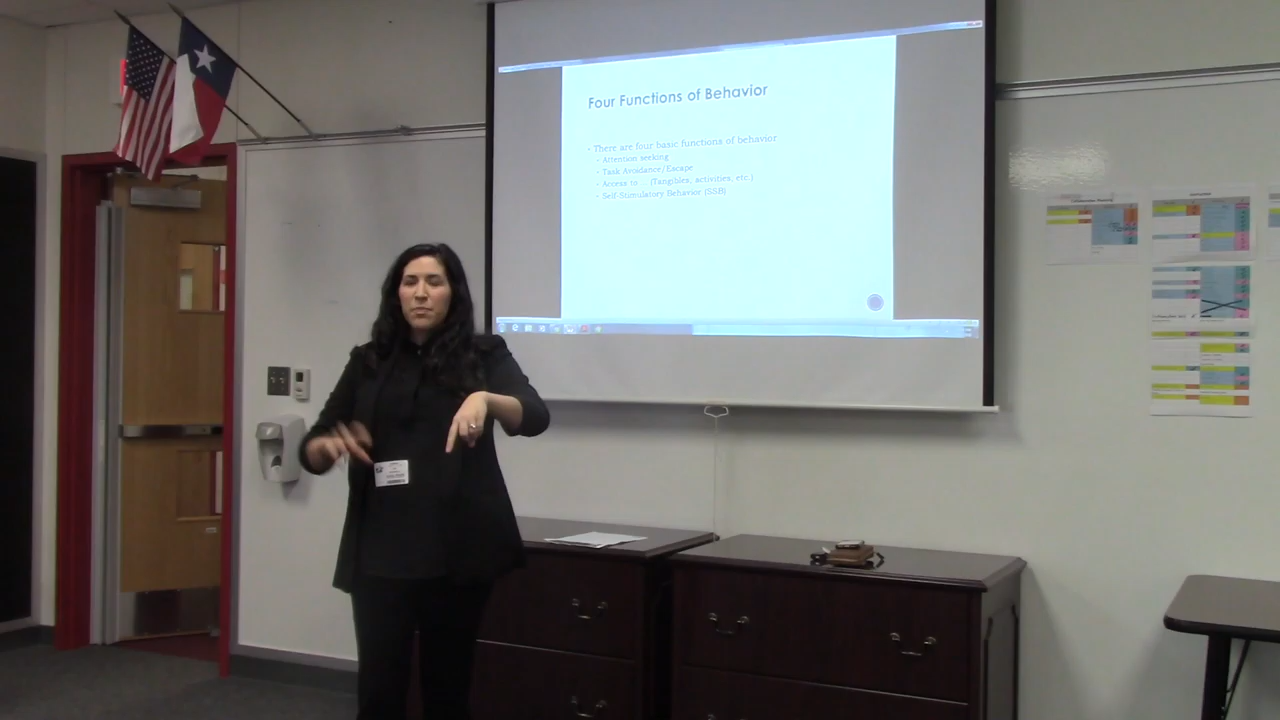 Four Functions of Behavior
• There are four basic functions of behavior
• Attention seeking
• Task Avoidance/Escape
• Access to ... (Tangibles, activities, etc.)
• Self-Stimulatory Behavior (SSB)